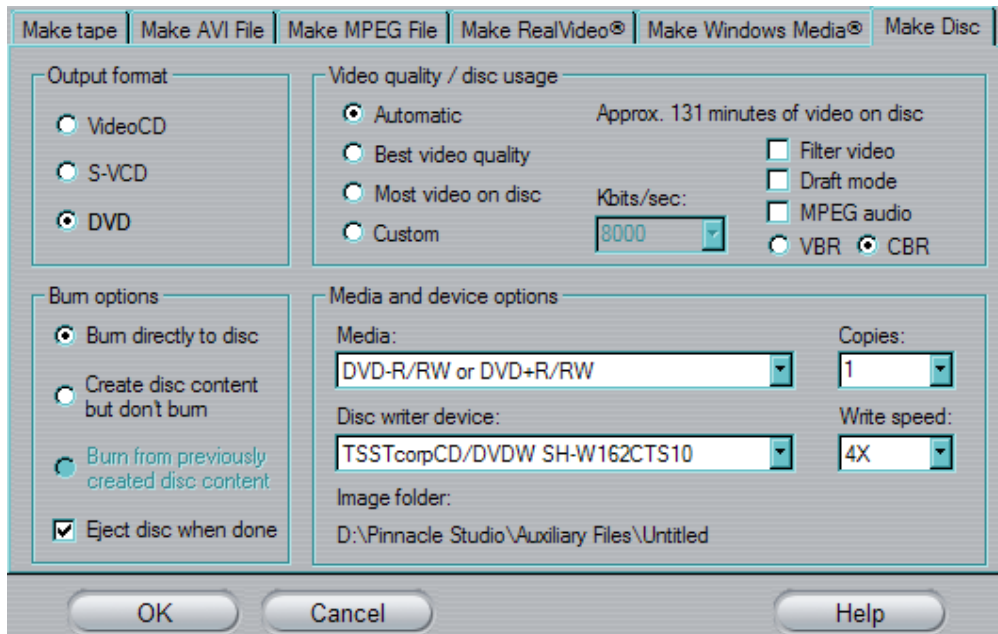 Make tape
Make AVI File
Make MPEG File
Make RealVideo®
Make Windows Media®
Make Disc
Output format
VideoCD
S-VCD
DVD
Video quality / disc usage
Automatic
Approx. 131 minutes of video on disc
Best video quality
Filter video
Draft mode
Most video on disc
Kbits/sec:
MPEG audio
Custom
8000
VBR
CBR
Burn options
Burn directly to disc
Create disc content
but don't burn
Burn from previously
created disc content
Eject disc when done
Media and device options
Media:
Copies:
DVD-R/RW or DVD+R/RW
1
Disc writer device:
Write speed:
TSSTcorpCD/DVDW SH-W162CTS10
4X
Image folder:
D:\Pinnacle Studio\Auxiliary Files\Untitled
OK
Cancel
Help